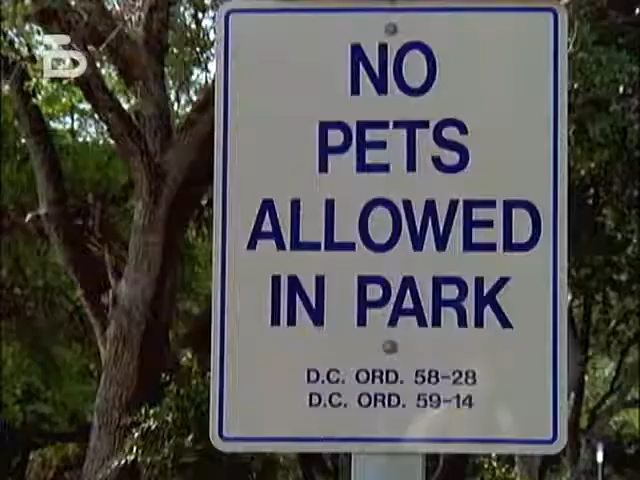 NO
PETS
ALLOWED
IN PARK
D.C. ORD. 58-28
D.C. ORD. 59-14